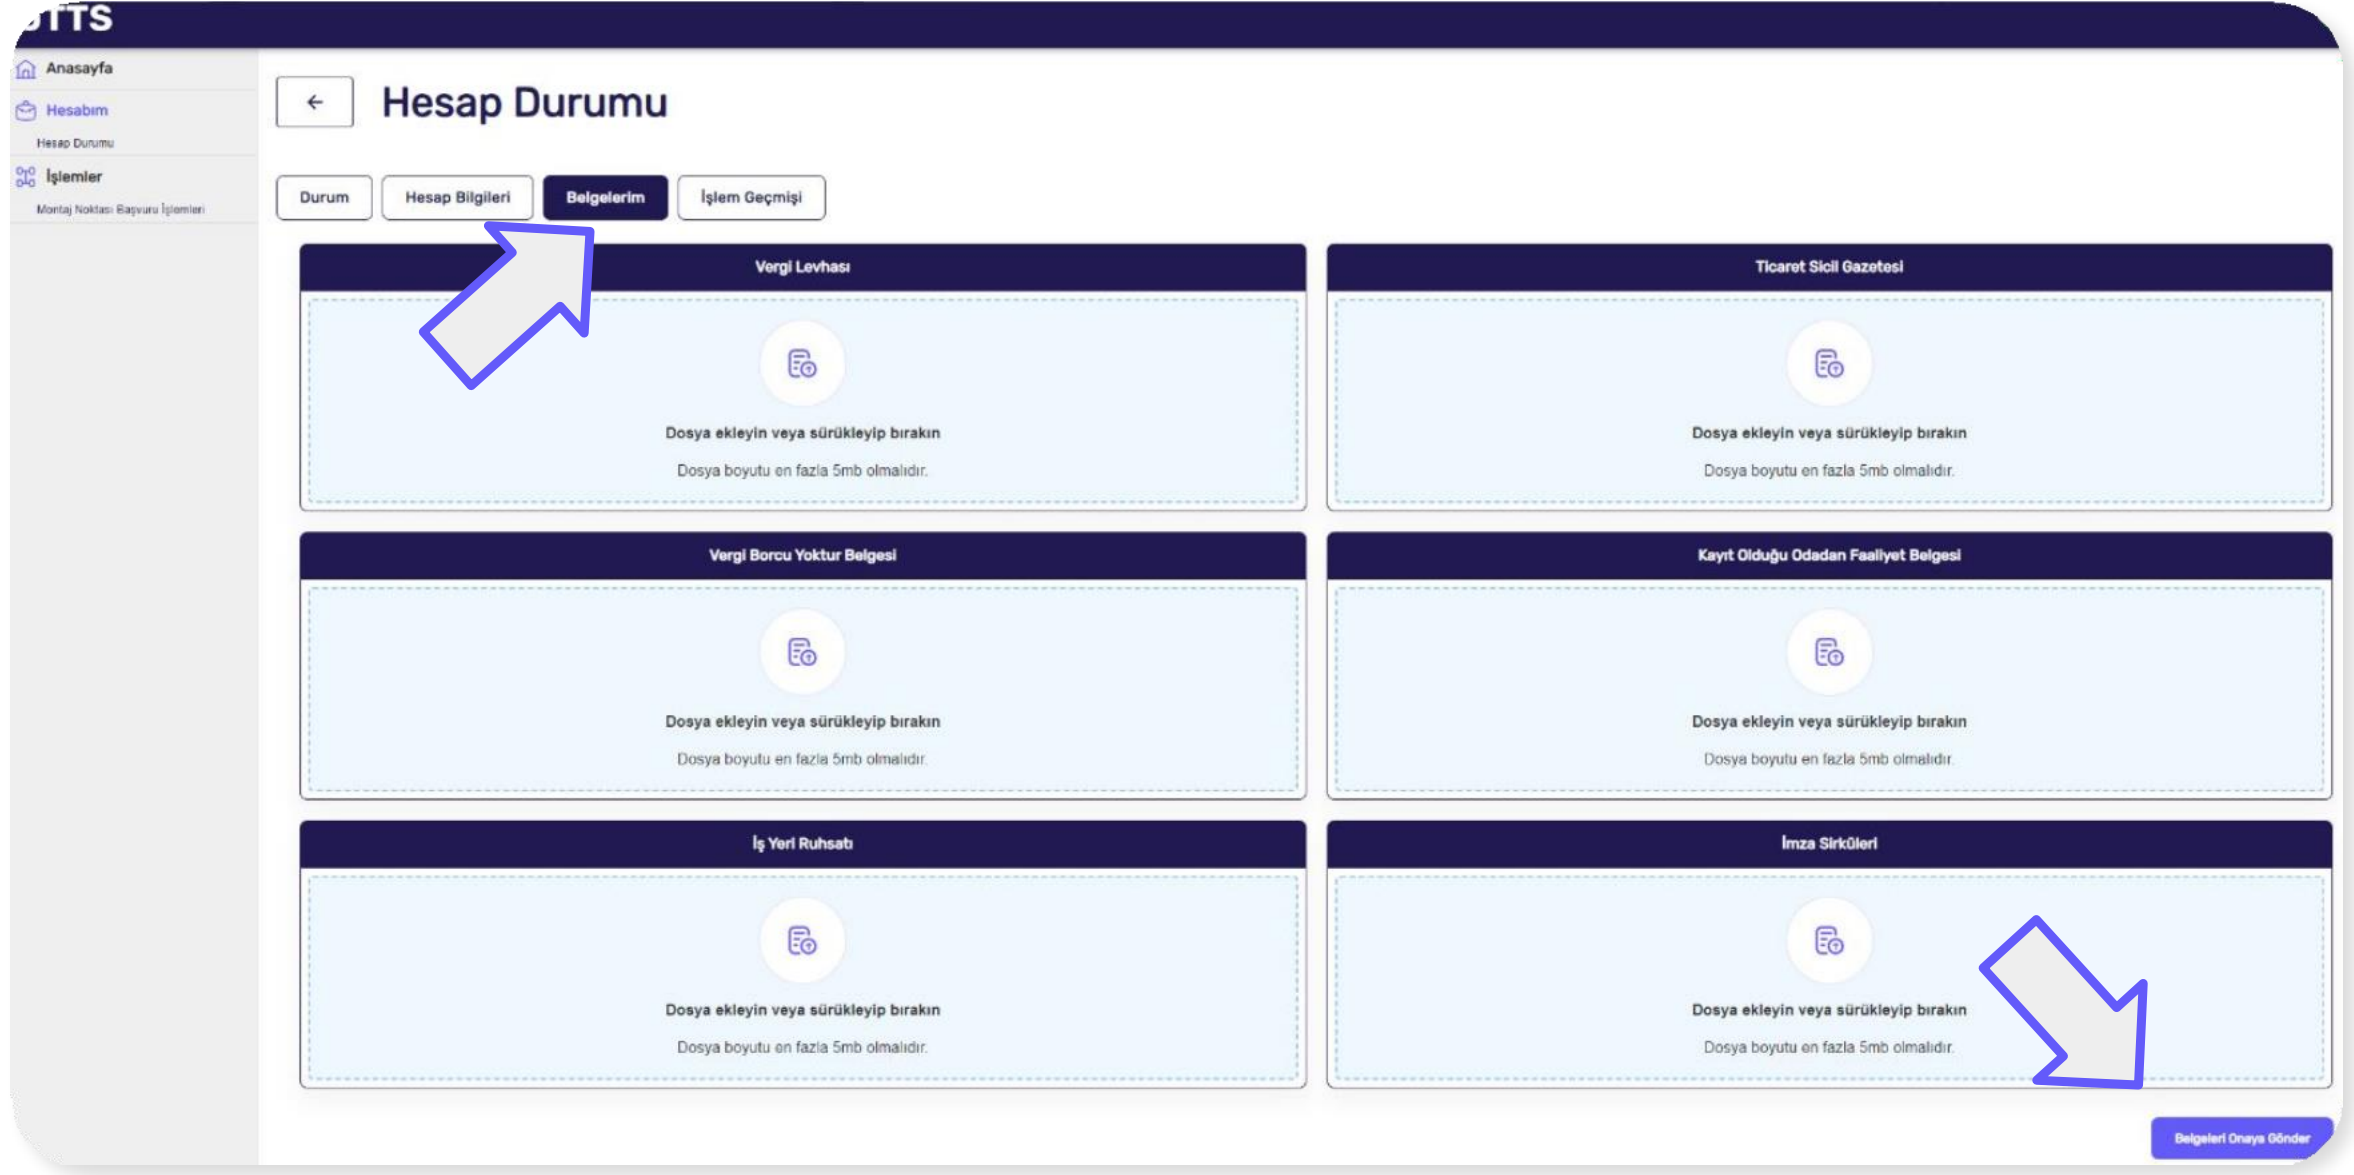 Anasayfa
Hesabım
Hesap Durumu
İşlemler
Montaj Noktası Başvuru İşlemleri
Hesap Durumu
Durum
Hesap Bilgileri
Belgelerim
İşlem Geçmişi
Vergi Levhası
Dosya ekleyin veya sürükleyip bırakın
Dosya boyutu en fazla 5mb olmalıdır.
Ticaret Sicil Gazetesi
Dosya ekleyin veya sürükleyip bırakın
Dosya boyutu en fazla 5mb olmalıdır.
Vergi Borcu Yoktur Belgesi
Dosya ekleyin veya sürükleyip bırakın
Dosya boyutu en fazla 5mb olmalıdır.
Kayıt Olduğu Odadan Faaliyet Belgesi
Dosya ekleyin veya sürükleyip bırakın
Dosya boyutu en fazla 5mb olmalıdır.
İş Yeri Ruhsatı
Dosya ekleyin veya sürükleyip bırakın
Dosya boyutu en fazla 5mb olmalıdır.
İmza Sirküleri
Dosya ekleyin veya sürükleyip bırakın
Dosya boyutu en fazla 5mb olmalıdır.
Belgeleri Onaya Gönder